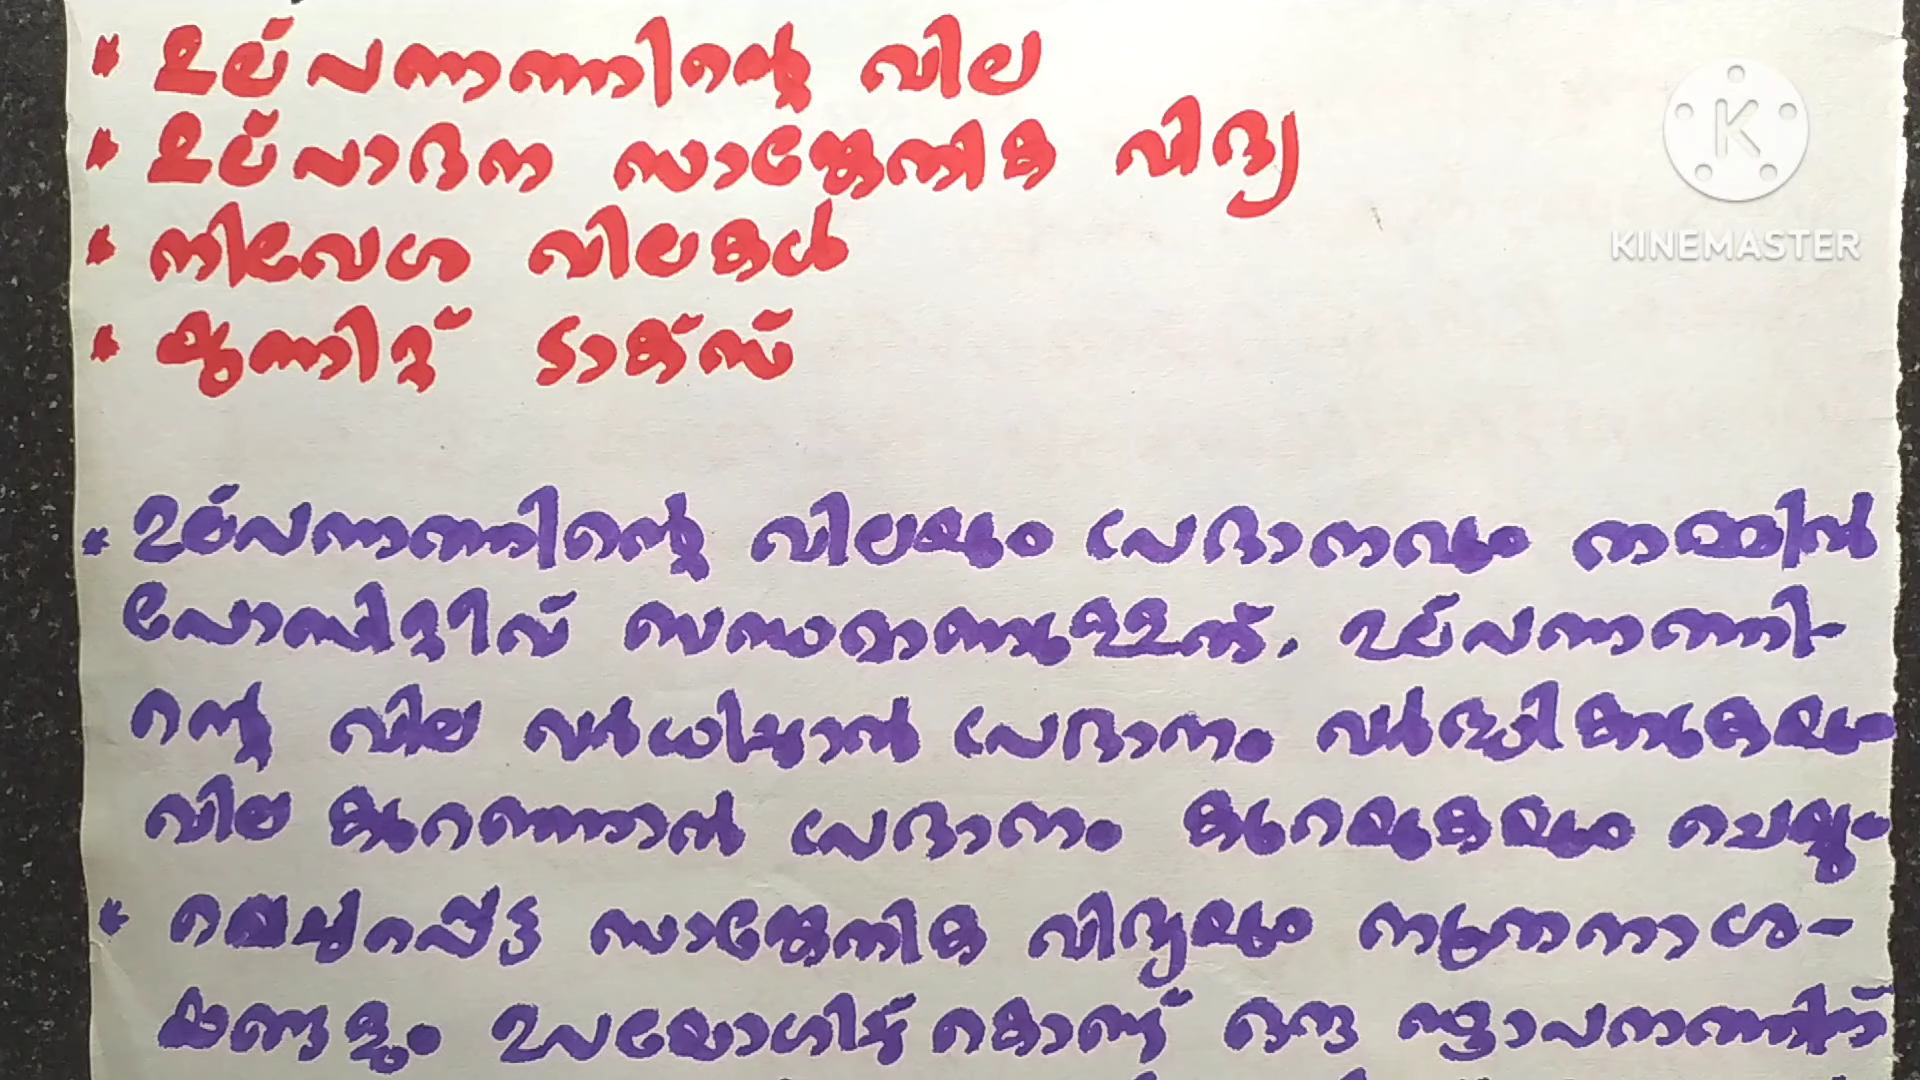 * ഉല്പന്നത്തിന്റെ വില
* ഉല്പാദന സാങ്കേതിക വിദ്യ
* നിവേശ വിലകൾ
* യൂണിറ്റ് ടാക്സ്
KINEMASTER
* ഉല്പന്നത്തിന്റെ വിലയും പ്രദാനവും തമ്മിൽ
പോസിറ്റീവ് ബന്ധമാണുള്ളത്. ഉല്പന്നത്തി-
ന്റെ വില വർധിച്ചാൽ പ്രദാനം വർദ്ധിക്കുകയും
വില കുറഞ്ഞാൽ പ്രദാനം കുറയുകയും ചെയ്യും.
* മെച്ചപ്പെട്ട സാങ്കേതിക വിദ്യയും നൂതനാശ-
യങ്ങളും ഉപയോഗിച്ച് കൊണ്ട് ഒരു സ്ഥാപനത്തിന്